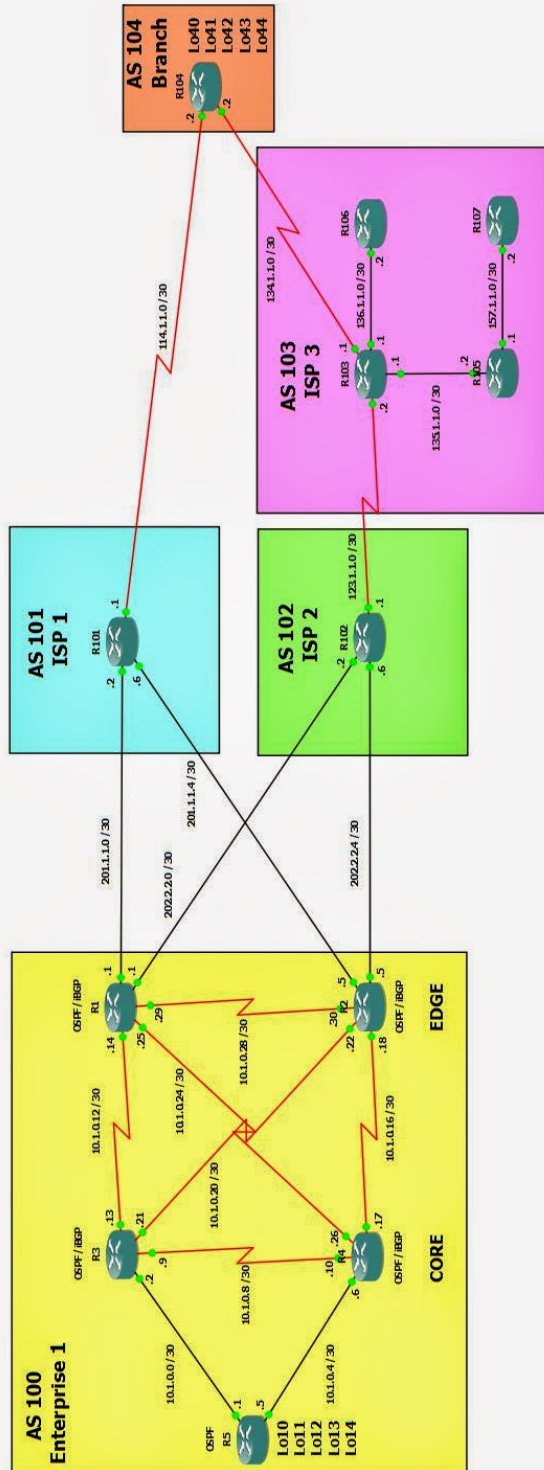 AS 100
Enterprise 1
OSPF
R5
Lo10
Lo11
Lo12
Lo13
Lo14
.1
.5
10.1.0.0 / 30
10.1.0.4 / 30
OSPF / iBGP
R3
.2
.9
.13
.21
10.1.0.8 / 30
.10
R4
.6
.26
.17
OSPF / iBGP
CORE
10.1.0.12 / 30
10.1.0.24 / 30
10.1.0.20 / 30
10.1.0.16 / 30
OSPF / iBGP
R1
.14
.25
.29
.1
.1
10.1.0.28 / 30
.30
R2
.22
.18
.5
.5
OSPF / iBGP
EDGE
201.1.1.0 / 30
202.2.2.0 / 30
201.1.1.4 / 30
202.2.2.4 / 30
AS 101
ISP 1
R101
.2
.6
.1
AS 102
ISP 2
R102
.2
.6
.1
114.1.1.0 / 30
123.1.1.0 / 30
AS 103
ISP 3
R103
.1
.2
.1
.1
134.1.1.0 / 30
136.1.1.0 / 30
.2
R106
135.1.1.0 / 30
.2
R105
.1
157.1.1.0 / 30
.2
R107
AS 104
Branch
R104
.2
.2
Lo40
Lo41
Lo42
Lo43
Lo44